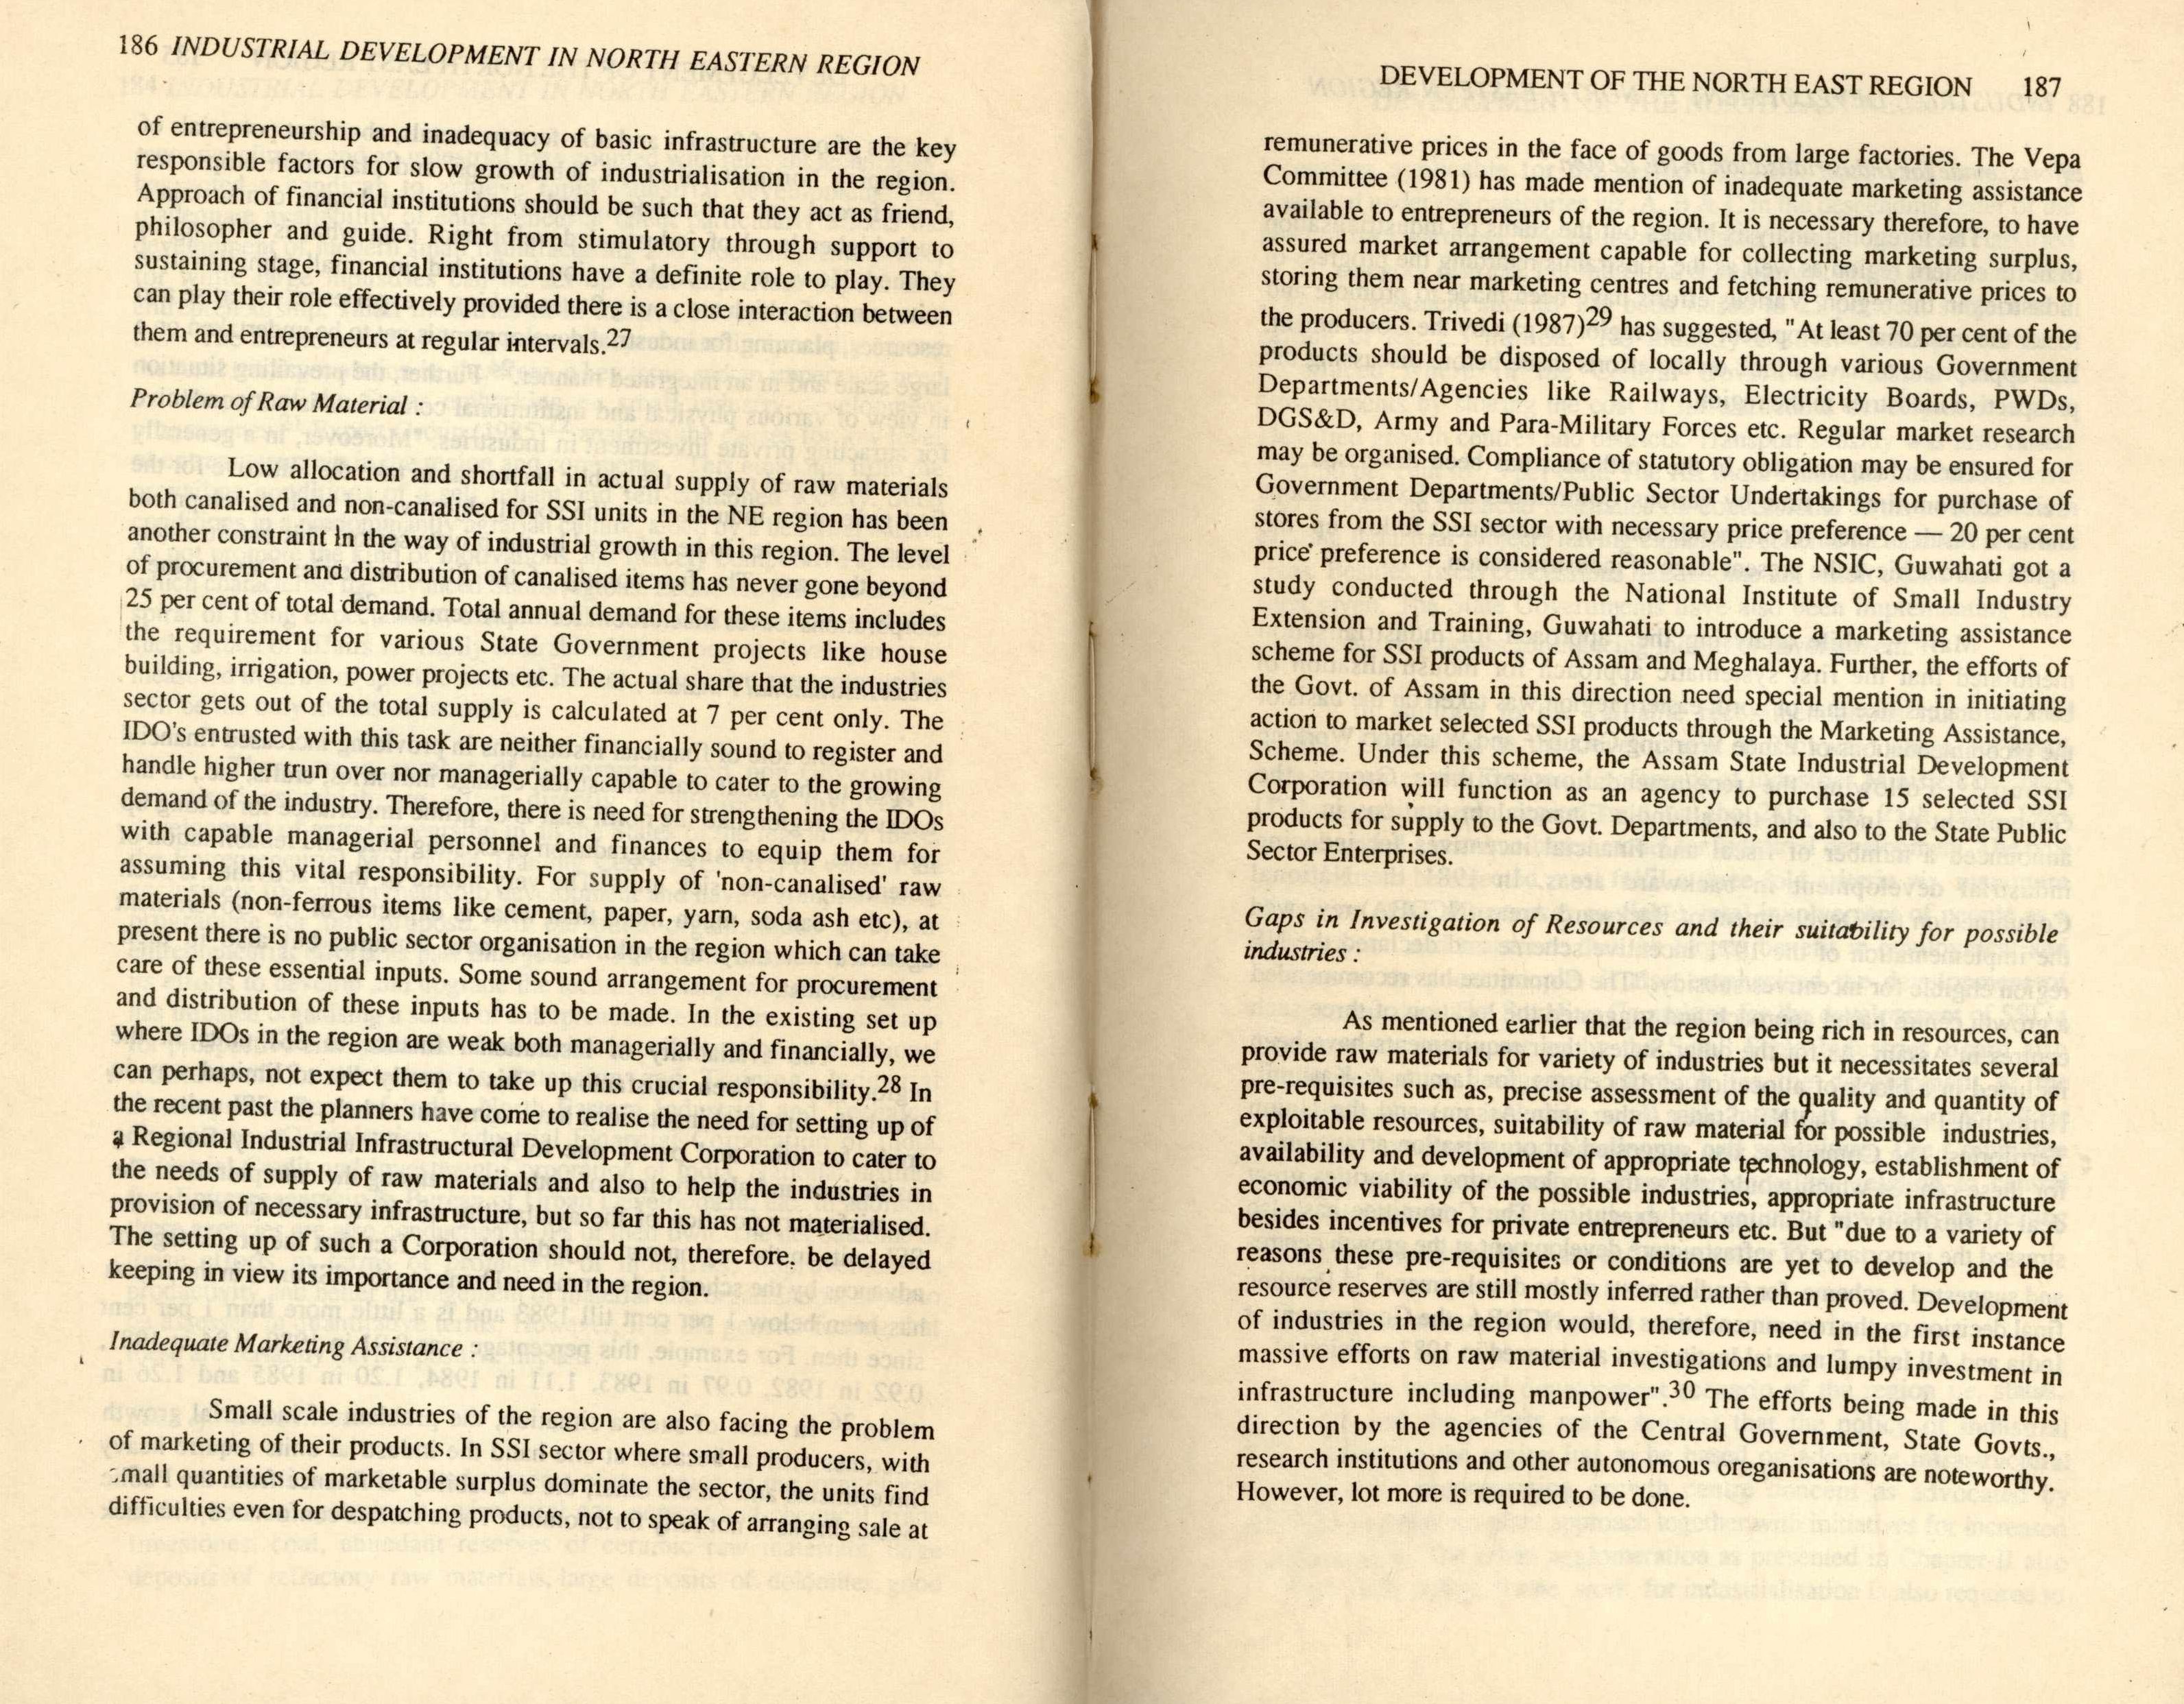 186 INDUSTRIAL DEVELOPMENT IN NORTH EASTERN REGION
of entrepreneurship and inadequacy of basic infrastructure are the key
responsible factors for slow growth of industrialisation in the region.
Approach of financial institutions should be such that they act as friend,
philosopher and guide. Right from stimulatory through support to
sustaining stage, financial institutions have a definite role to play. They
can play their role effectively provided there is a close interaction between
them and entrepreneurs at regular intervals.27
Problem of Raw Material :
Low allocation and shortfall in actual supply of raw materials
both canalised and non-canalised for SSI units in the NE region has been
another constraint in the way of industrial growth in this region. The level
of procurement and distribution of canalised items has never gone beyond
25 per cent of total demand. Total annual demand for these items includes
the requirement for various State Government projects like house
building, irrigation, power projects etc. The actual share that the industries
sector gets out of the total supply is calculated at 7 per cent only. The
IDO's entrusted with this task are neither financially sound to register and
handle higher trun over nor managerially capable to cater to the growing
demand of the industry. Therefore, there is need for strengthening the IDOs
with capable managerial personnel and finances to equip them for
assuming this vital responsibility. For supply of 'non-canalised' raw
materials (non-ferrous items like cement, paper, yarn, soda ash etc), at
present there is no public sector organisation in the region which can take
care of these essential inputs. Some sound arrangement for procurement
and distribution of these inputs has to be made. In the existing set up
where IDOs in the region are weak both managerially and financially, we
can perhaps, not expect them to take up this crucial responsibility.28 In
the recent past the planners have come to realise the need for setting up of
a Regional Industrial Infrastructural Development Corporation to cater to
the needs of supply of raw materials and also to help the industries in
provision of necessary infrastructure, but so far this has not materialised.
The setting up of such a Corporation should not, therefore. be delayed
keeping in view its importance and need in the region.
Inadequate Marketing Assistance :
Small scale industries of the region are also facing the problem
of marketing of their products. In SSI sector where small producers, with
small quantities of marketable surplus dominate the sector, the units find
difficulties even for despatching products, not to speak of arranging sale at
DEVELOPMENT OF THE NORTH EAST REGION 187
remunerative prices in the face of goods from large factories. The Vepa
Committee (1981) has made mention of inadequate marketing assistance
available to entrepreneurs of the region. It is necessary therefore, to have
assured market arrangement capable for collecting marketing surplus,
storing them near marketing centres and fetching remunerative prices to
the producers. Trivedi (1987)29 has suggested, "At least 70 per cent of the
products should be disposed of locally through various Government
Departments/Agencies like Railways, Electricity Boards, PWDs,
DGS&D, Army and Para-Military Forces etc. Regular market research
may be organised. Compliance of statutory obligation may be ensured for
Government Departments/Public Sector Undertakings for purchase of
stores from the SSI sector with necessary price preference — 20 per cent
price preference is considered reasonable". The NSIC, Guwahati got a
study conducted through the National Institute of Small Industry
Extension and Training, Guwahati to introduce a marketing assistance
scheme for SSI products of Assam and Meghalaya. Further, the efforts of
the Govt. of Assam in this direction need special mention in initiating
action to market selected SSI products through the Marketing Assistance,
Scheme. Under this scheme, the Assam State Industrial Development
Corporation will function as an agency to purchase 15 selected SSI
products for supply to the Govt. Departments, and also to the State Public
Sector Enterprises.
Gaps in Investigation of Resources and their suitability for possible
industries :
As mentioned earlier that the region being rich in resources, can
provide raw materials for variety of industries but it necessitates several
pre-requisites such as, precise assessment of the quality and quantity of
exploitable resources, suitability of raw material for possible industries,
availability and development of appropriate technology, establishment of
economic viability of the possible industries, appropriate infrastructure
besides incentives for private entrepreneurs etc. But "due to a variety of
reasons these pre-requisites or conditions are yet to develop and the
resource reserves are still mostly inferred rather than proved. Development
of industries in the region would, therefore, need in the first instance
massive efforts on raw material investigations and lumpy investment in
infrastructure including manpower".30 The efforts being made in this
direction by the agencies of the Central Government, State Govts.,
research institutions and other autonomous oreganisations are noteworthy.
However, lot more is required to be done.